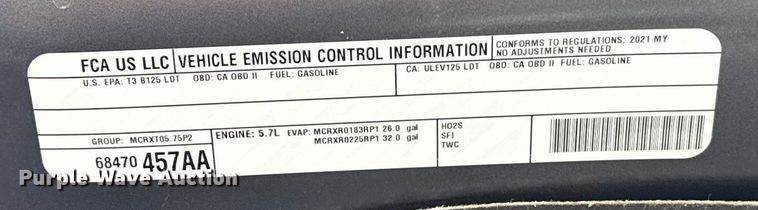 FCA US LLC VEHICLE EMISSION CONTROL INFORMATION CONFORMS TO REGULATIONS: 2021 MY
NO ADJUSTMENTS NEEDED
U.S. EPA: T3 B125 LDT OBD: CA OBD II FUEL: GASOLINE
CA: ULEV125 LDT OBD: CA OBD II FUEL: GASOLINE
GROUP: MCRXT05.75P2
68470 457AA
ENGINE: 5.7L EVAP: MCRXR0183RP1 26.0 gal
MCRXR0225RP1 32.0 gal
HO2S
SFI
TWC
Purple Wave Auction